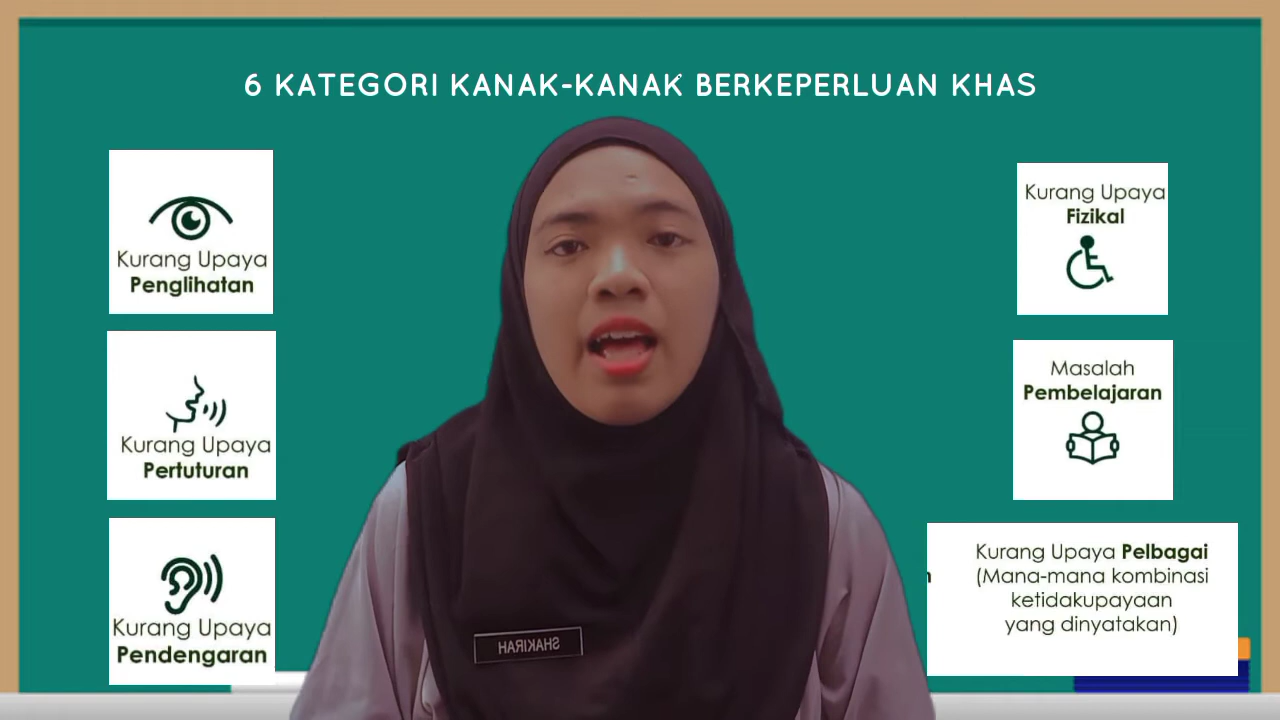 6 KATEGORI KANAK-KANAK BERKEPERLUAN KHAS
Kurang Upaya
Penglihatan
Kurang Upaya
Pertuturan
Kurang Upaya
Pendengaran
SHAKIRAH
Kurang Upaya
Fizikal
Masalah
Pembelajaran
Kurang Upaya Pelbagai
(Mana-mana kombinasi
ketidakupayaan
yang dinyatakan)